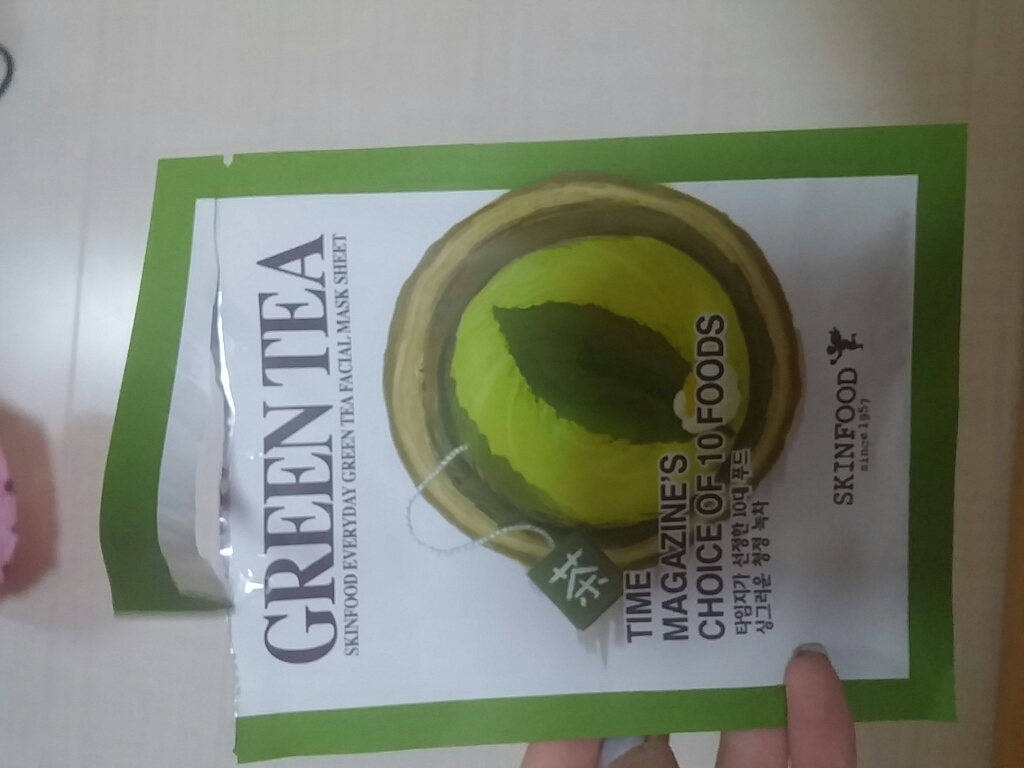 GREEN TEA
SKINFOOD EVERYDAY GREEN TEA FACIAL MASK SHEET
茶
TIME
MAGAZINE'S
CHOICE OF 10 FOODS
타임지가 선정한 10대 푸드
싱그러운 청정 녹차
SKINFOOD
since 1957